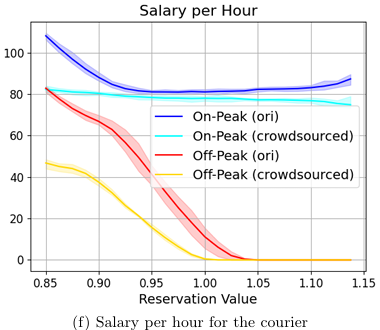 Salary per Hour
100
80
60
40
20
0
On-Peak (ori)
On-Peak (crowdsourced)
Off-Peak (ori)
Off-Peak (crowdsourced)
0.85 0.90 0.95 1.00 1.05 1.10 1.15
Reservation Value
(f) Salary per hour for the courier